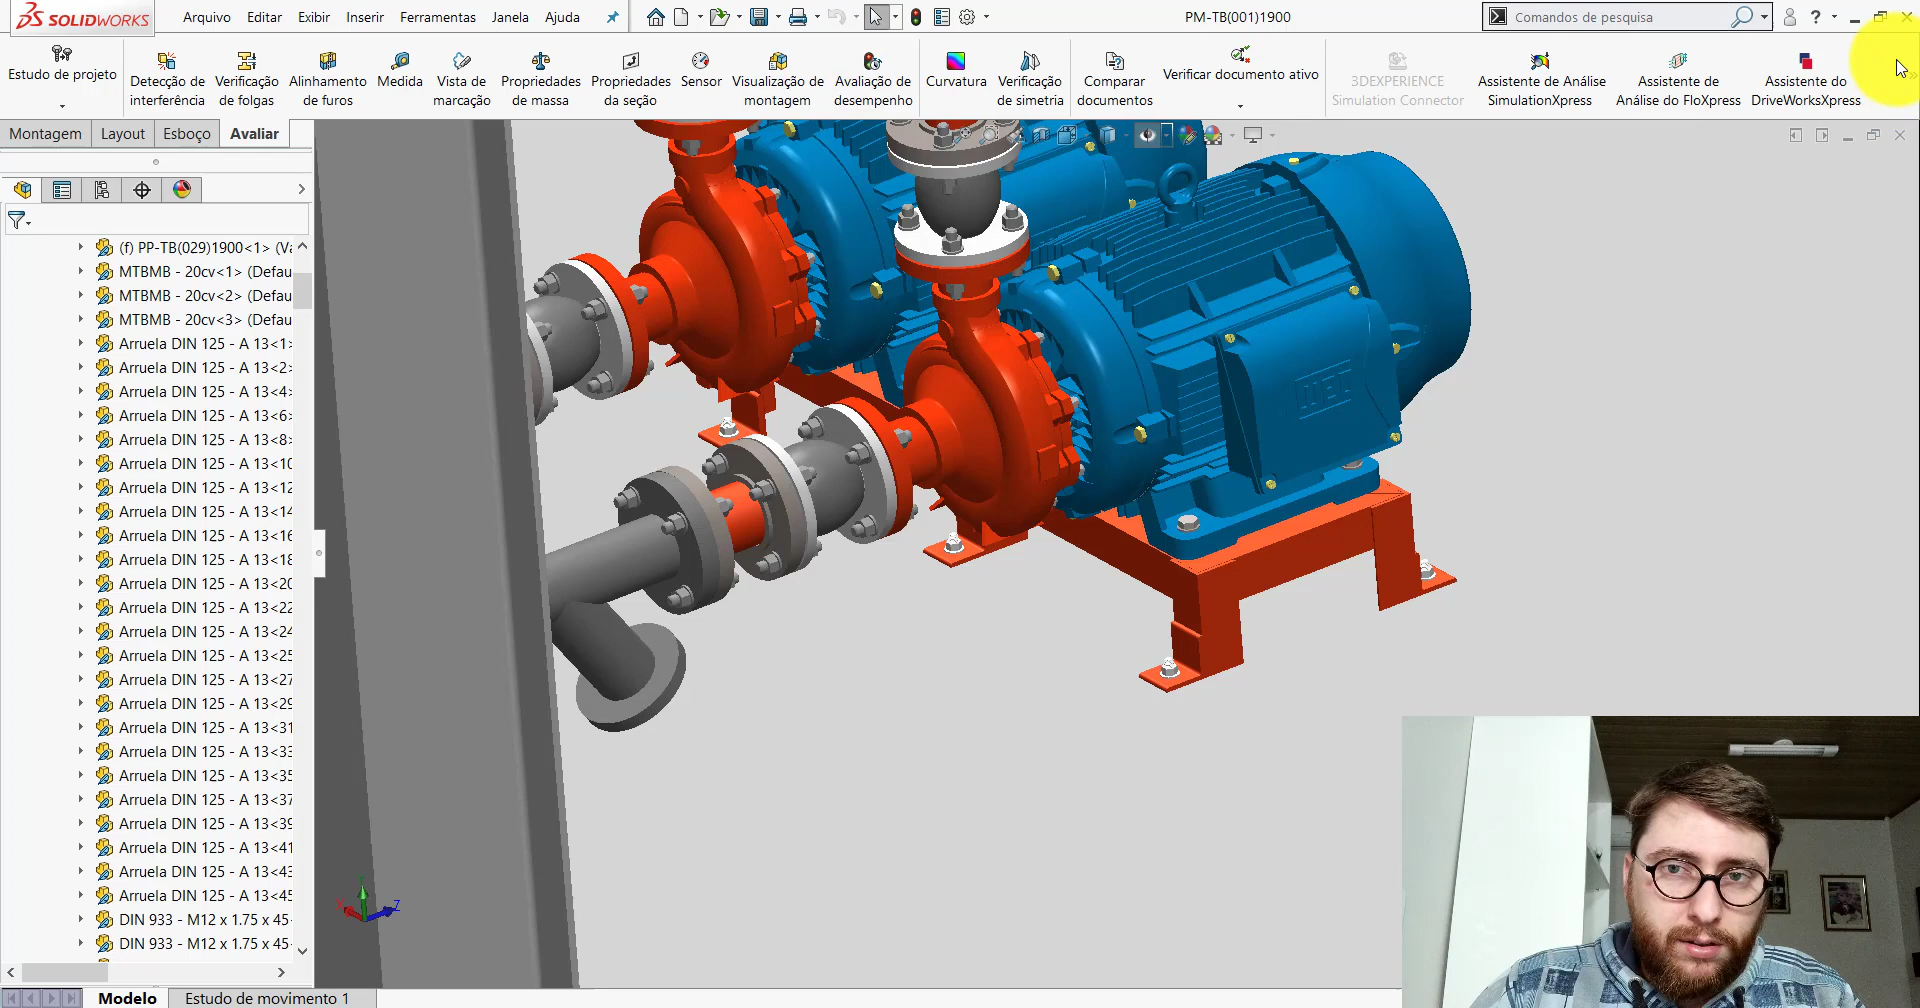 SOLIDWORKS
Arquivo Editar Exibir Inserir Ferramentas Janela Ajuda
PM-TB(001)1900
Comandos de pesquisa
Estudo de projeto
Detecção de interferência
Verificação de folgas
Alinhamento de furos
Medida
Vista de marcação
Propriedades de massa
Propriedades da seção
Sensor
Visualização de montagem
Avaliação de desempenho
Curvatura
Verificação de simetria
Comparar documentos
Verificar documento ativo
3DEXPERIENCE Simulation Connector
Assistente de Análise SimulationXpress
Assistente de Análise do FloXpress
Assistente do DriveWorksXpress
Montagem Layout Esboço Avaliar
(f) PP-TB(029)1900<1> (Va
MTBMB - 20cv<1> (Defau
MTBMB - 20cv<2> (Defau
MTBMB - 20cv<3> (Defau
Arruela DIN 125 - A 13<1>
Arruela DIN 125 - A 13<2>
Arruela DIN 125 - A 13<4>
Arruela DIN 125 - A 13<6>
Arruela DIN 125 - A 13<8>
Arruela DIN 125 - A 13<10
Arruela DIN 125 - A 13<12
Arruela DIN 125 - A 13<14
Arruela DIN 125 - A 13<16
Arruela DIN 125 - A 13<18
Arruela DIN 125 - A 13<20
Arruela DIN 125 - A 13<22
Arruela DIN 125 - A 13<24
Arruela DIN 125 - A 13<25
Arruela DIN 125 - A 13<27
Arruela DIN 125 - A 13<29
Arruela DIN 125 - A 13<31
Arruela DIN 125 - A 13<33
Arruela DIN 125 - A 13<35
Arruela DIN 125 - A 13<37
Arruela DIN 125 - A 13<39
Arruela DIN 125 - A 13<41
Arruela DIN 125 - A 13<43
Arruela DIN 125 - A 13<45
DIN 933 - M12 x 1.75 x 45
DIN 933 - M12 x 1.75 x 45
WEG
Z
Modelo Estudo de movimento 1